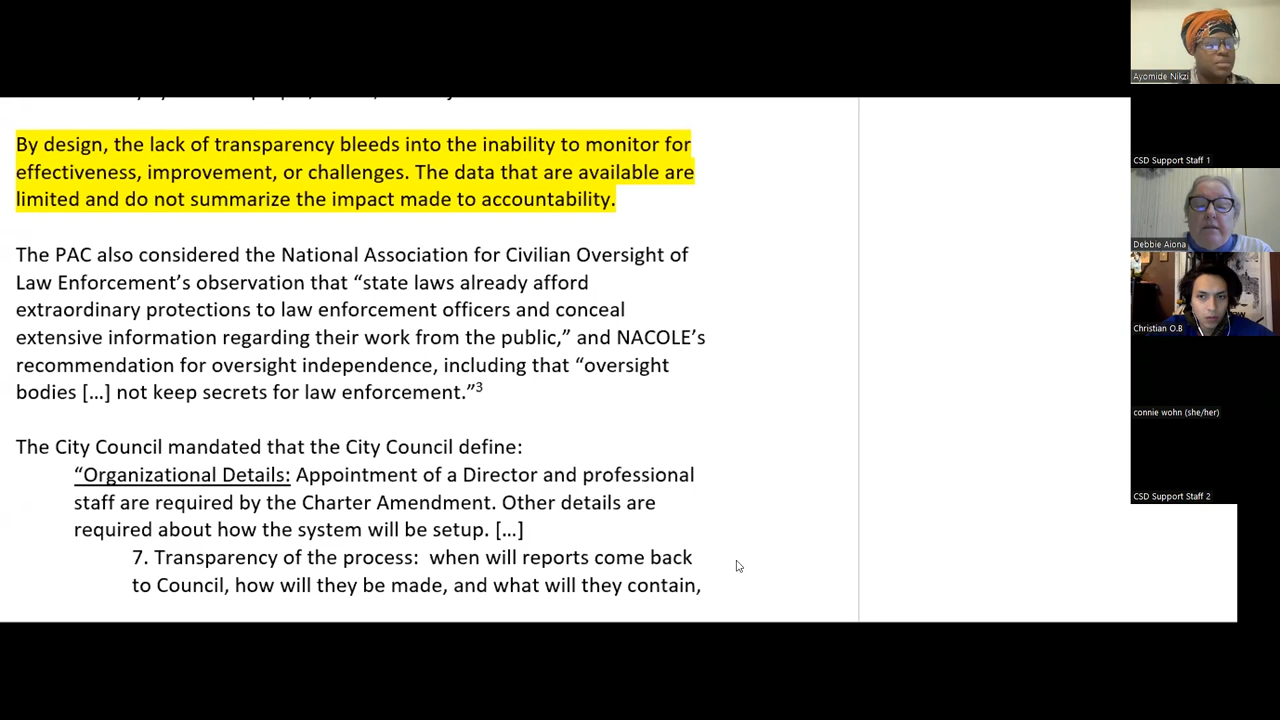 By design, the lack of transparency bleeds into the inability to monitor for
effectiveness, improvement, or challenges. The data that are available are
limited and do not summarize the impact made to accountability.
The PAC also considered the National Association for Civilian Oversight of
Law Enforcement’s observation that “state laws already afford
extraordinary protections to law enforcement officers and conceal
extensive information regarding their work from the public,” and NACOLE’s
recommendation for oversight independence, including that “oversight
bodies […] not keep secrets for law enforcement.”3
The City Council mandated that the City Council define:
“Organizational Details: Appointment of a Director and professional
staff are required by the Charter Amendment. Other details are
required about how the system will be setup. […]
7. Transparency of the process:  when will reports come back
to Council, how will they be made, and what will they contain,
Ayomide Nikzi
CSD Support Staff 1
Debbie Aiona
Christian O.B
connie wohn (she/her)
CSD Support Staff 2